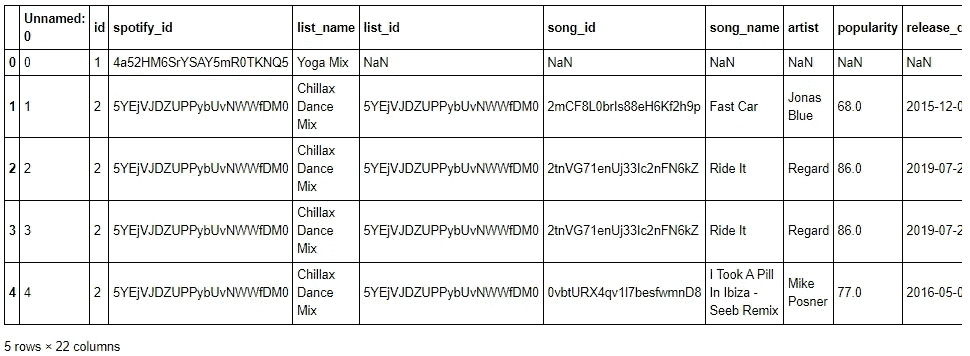 Unnamed: 0 id spotify_id list_name list_id song_id song_name artist popularity release_d
0 0 1 4a52HM6SrYSAY5mR0TKNQ5 Yoga Mix NaN NaN NaN NaN NaN NaN
1 1 2 5YEjVJDZUPPybUvNWWfDM0 Chillax Dance Mix 5YEjVJDZUPPybUvNWWfDM0 2mCF8L0brIs88eH6Kf2h9p Fast Car Jonas Blue 68.0 2015-12-0
2 2 2 5YEjVJDZUPPybUvNWWfDM0 Chillax Dance Mix 5YEjVJDZUPPybUvNWWfDM0 2tnVG71enUj33Ic2nFN6kZ Ride It Regard 86.0 2019-07-2
3 3 2 5YEjVJDZUPPybUvNWWfDM0 Chillax Dance Mix 5YEjVJDZUPPybUvNWWfDM0 2tnVG71enUj33Ic2nFN6kZ Ride It Regard 86.0 2019-07-2
4 4 2 5YEjVJDZUPPybUvNWWfDM0 Chillax Dance Mix 5YEjVJDZUPPybUvNWWfDM0 0vbtURX4qv1l7besfwmnD8 I Took A Pill In Ibiza - Seeb Remix Mike Posner 77.0 2016-05-0
5 rows × 22 columns